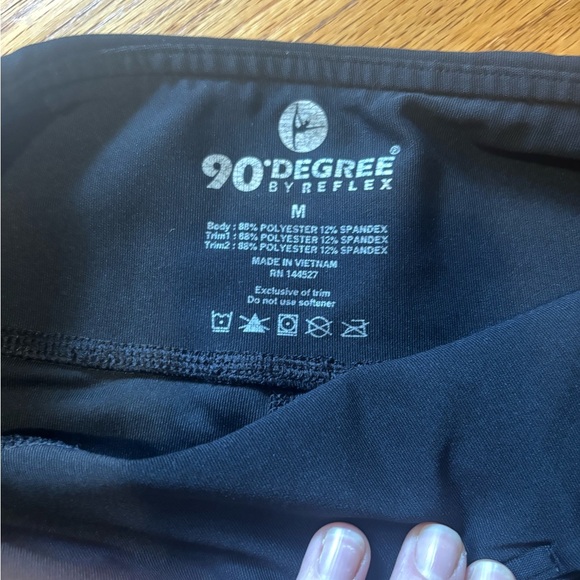 90°DEGREE®
BY REFLEX
M
Body : 88% POLYESTER 12% SPANDEX
Trim1 : 88% POLYESTER 12% SPANDEX
Trim2 : 88% POLYESTER 12% SPANDEX
MADE IN VIETNAM
RN 144527
Exclusive of trim
Do not use softener